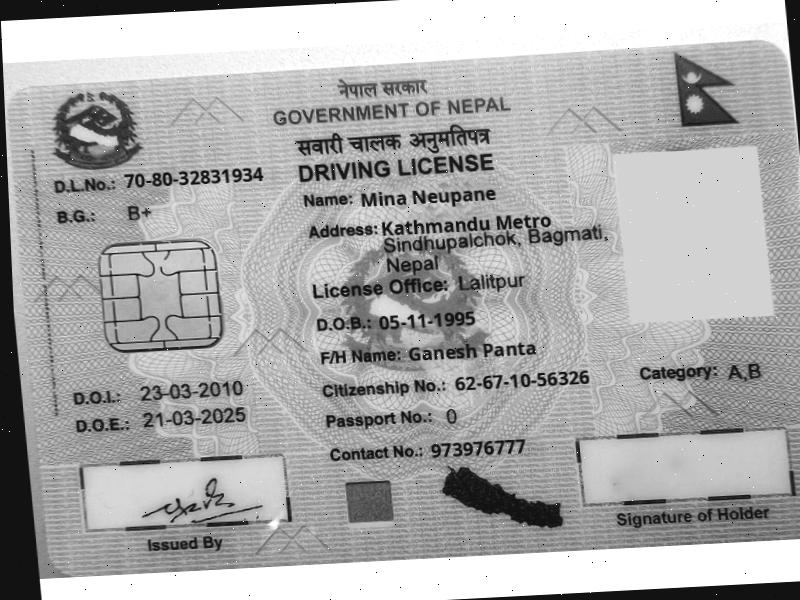 नेपाल सरकार
GOVERNMENT OF NEPAL
सवारी चालक अनुमतिपत्र
DRIVING LICENSE
D.L.No.: 70-80-32831934
B.G.: B+
Name: Mina Neupane
Address: Kathmandu Metro
Sindhupalchok, Bagmati,
Nepal
License Office: Lalitpur
D.O.B.: 05-11-1995
F/H Name: Ganesh Panta
Citizenship No.: 62-67-10-56326
Category: A,B
D.O.I.: 23-03-2010
D.O.E.: 21-03-2025
Passport No.: 0
Contact No.: 973976777
Issued By
Signature of Holder